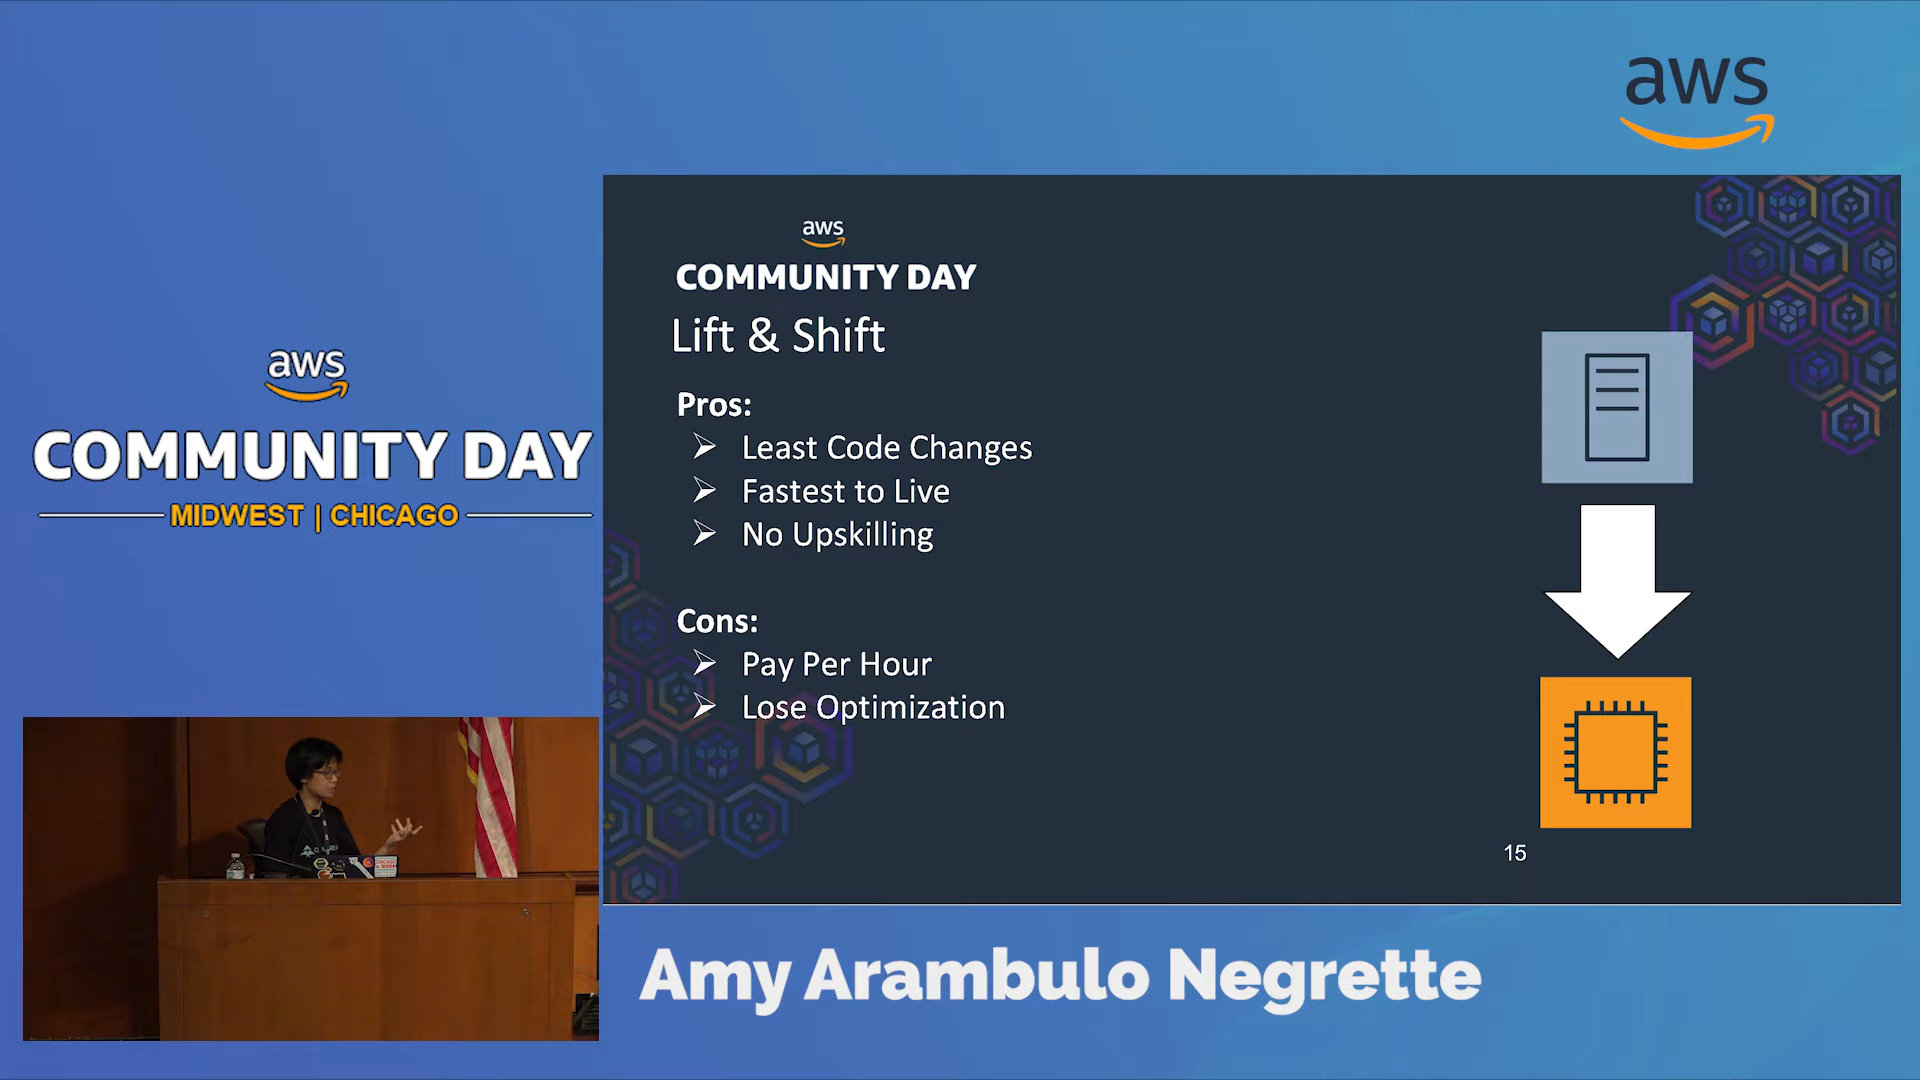 aws
aws
COMMUNITY DAY
MIDWEST | CHICAGO
aws
COMMUNITY DAY
Lift & Shift
Pros:
➢ Least Code Changes
➢ Fastest to Live
➢ No Upskilling
Cons:
➢ Pay Per Hour
➢ Lose Optimization
15
Amy Arambulo Negrette